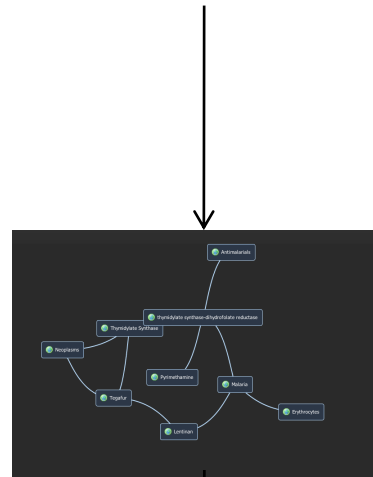 Antimalarials
thymidylate synthase-dihydrofolate reductase
Thymidylate Synthase
Neoplasms
Pyrimethamine
Malaria
Tegafur
Erythrocytes
Lentinan